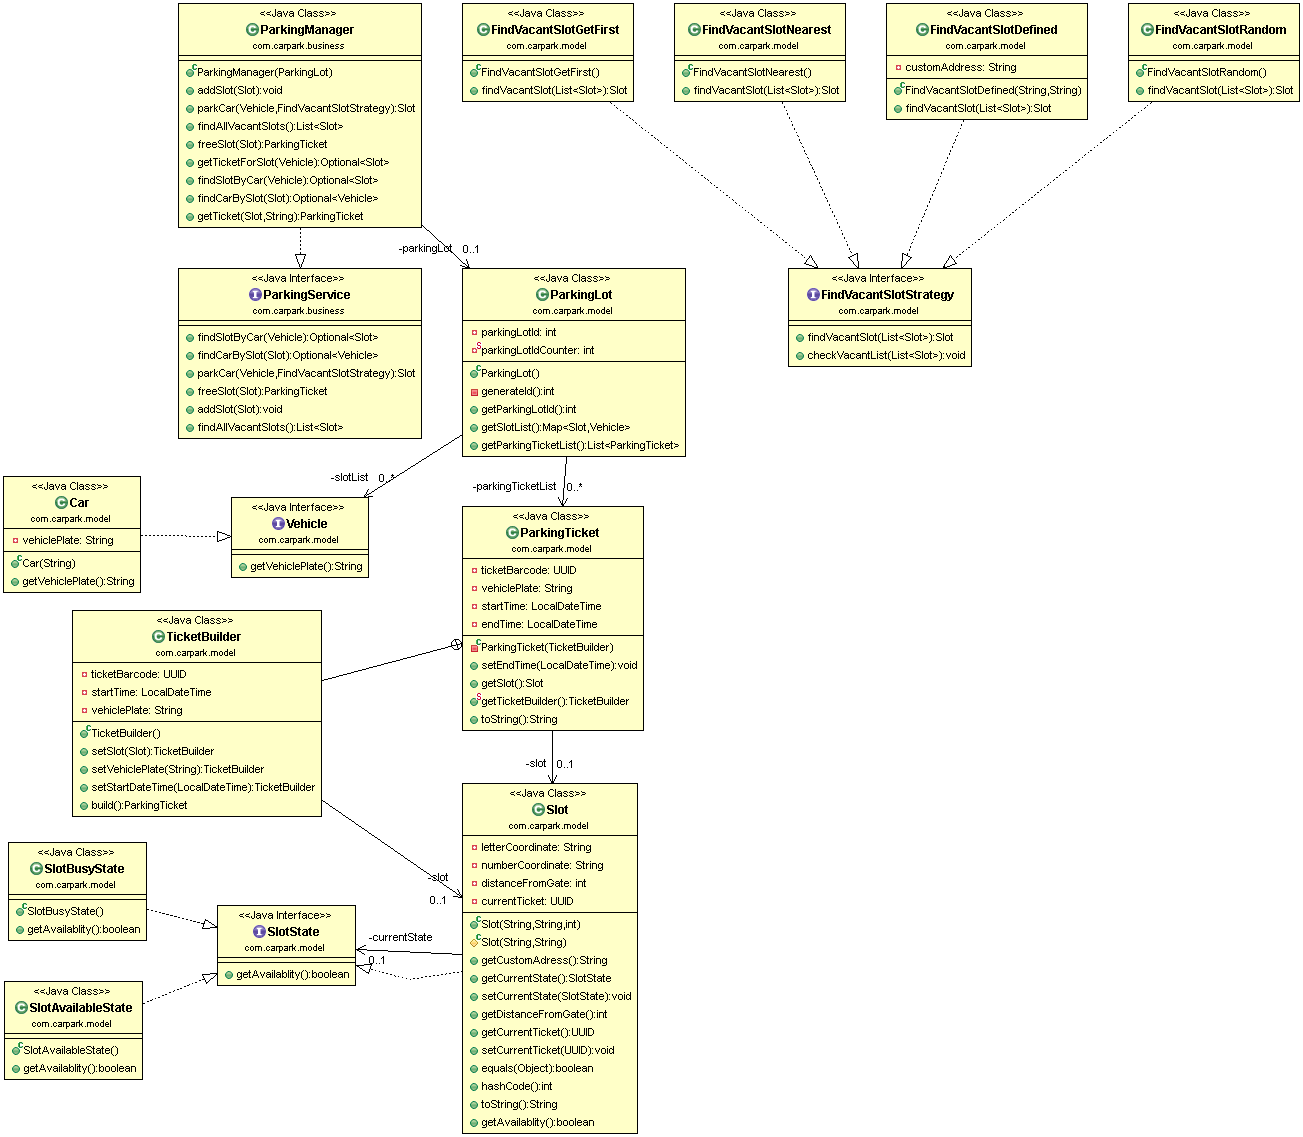 <<Java Class>>
ParkingManager
com.carpark.business
ParkingManager(ParkingLot)
addSlot(Slot):void
parkCar(Vehicle,FindVacantSlotStrategy):Slot
findAllVacantSlots():List<Slot>
freeSlot(Slot):ParkingTicket
getTicketForSlot(Vehicle):Optional<Slot>
findSlotByCar(Vehicle):Optional<Slot>
findCarBySlot(Slot):Optional<Vehicle>
getTicket(Slot,String):ParkingTicket
<<Java Class>>
FindVacantSlotGetFirst
com.carpark.model
FindVacantSlotGetFirst()
findVacantSlot(List<Slot>):Slot
<<Java Class>>
FindVacantSlotNearest
com.carpark.model
FindVacantSlotNearest()
findVacantSlot(List<Slot>):Slot
<<Java Class>>
FindVacantSlotDefined
com.carpark.model
customAddress: String
FindVacantSlotDefined(String,String)
findVacantSlot(List<Slot>):Slot
<<Java Class>>
FindVacantSlotRandom
com.carpark.model
FindVacantSlotRandom()
findVacantSlot(List<Slot>):Slot
-parkingLot 0..1
<<Java Interface>>
ParkingService
com.carpark.business
findSlotByCar(Vehicle):Optional<Slot>
findCarBySlot(Slot):Optional<Vehicle>
parkCar(Vehicle,FindVacantSlotStrategy):Slot
freeSlot(Slot):ParkingTicket
addSlot(Slot):void
findAllVacantSlots():List<Slot>
<<Java Class>>
ParkingLot
com.carpark.model
parkingLotId: int
parkingLotIdCounter: int
ParkingLot()
generateId():int
getParkingLotId():int
getSlotList():Map<Slot,Vehicle>
getParkingTicketList():List<ParkingTicket>
<<Java Interface>>
FindVacantSlotStrategy
com.carpark.model
findVacantSlot(List<Slot>):Slot
checkVacantList(List<Slot>):void
-slotList 0..*
-parkingTicketList 0..*
<<Java Class>>
Car
com.carpark.model
vehiclePlate: String
Car(String)
getVehiclePlate():String
<<Java Interface>>
Vehicle
com.carpark.model
getVehiclePlate():String
<<Java Class>>
ParkingTicket
com.carpark.model
ticketBarcode: UUID
vehiclePlate: String
startTime: LocalDateTime
endTime: LocalDateTime
ParkingTicket(TicketBuilder)
setEndTime(LocalDateTime):void
getSlot():Slot
getTicketBuilder():TicketBuilder
toString():String
<<Java Class>>
TicketBuilder
com.carpark.model
ticketBarcode: UUID
startTime: LocalDateTime
vehiclePlate: String
TicketBuilder()
setSlot(Slot):TicketBuilder
setVehiclePlate(String):TicketBuilder
setStartDateTime(LocalDateTime):TicketBuilder
build():ParkingTicket
-slot 0..1
-slot
0..1
<<Java Class>>
Slot
com.carpark.model
letterCoordinate: String
numberCoordinate: String
distanceFromGate: int
currentTicket: UUID
Slot(String,String,int)
Slot(String,String)
getCustomAdress():String
getCurrentState():SlotState
setCurrentState(SlotState):void
getDistanceFromGate():int
getCurrentTicket():UUID
setCurrentTicket(UUID):void
equals(Object):boolean
hashCode():int
toString():String
getAvailablity():boolean
<<Java Class>>
SlotBusyState
com.carpark.model
SlotBusyState()
getAvailablity():boolean
<<Java Interface>>
SlotState
com.carpark.model
getAvailablity():boolean
-currentState
0..1
<<Java Class>>
SlotAvailableState
com.carpark.model
SlotAvailableState()
getAvailablity():boolean